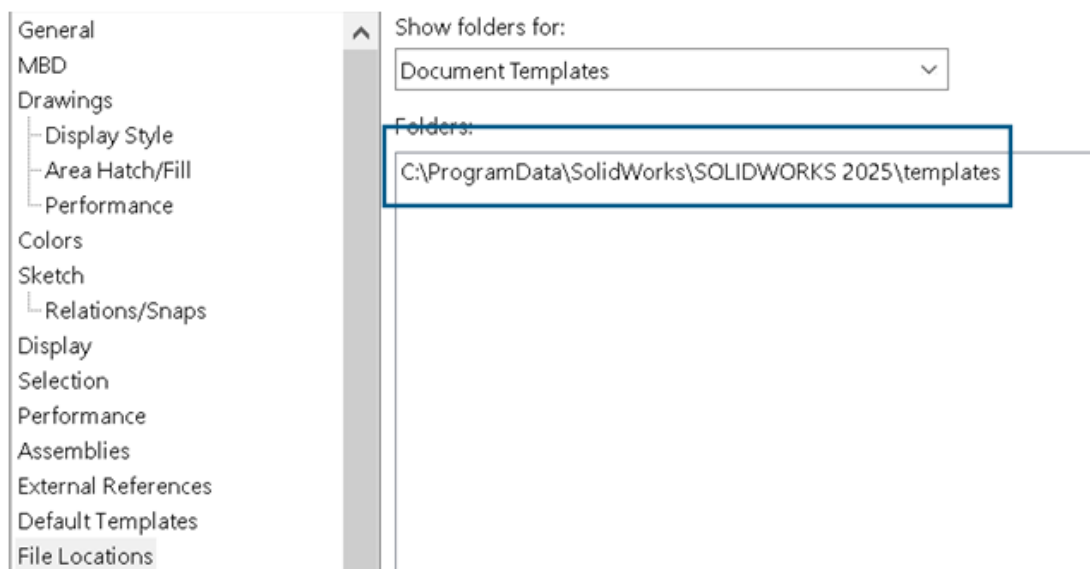 General
MBD
Drawings
Display Style
Area Hatch/Fill
Performance
Colors
Sketch
Relations/Snaps
Display
Selection
Performance
Assemblies
External References
Default Templates
File Locations
Show folders for:
Document Templates
Folders:
C:\ProgramData\SolidWorks\SOLIDWORKS 2025\templates